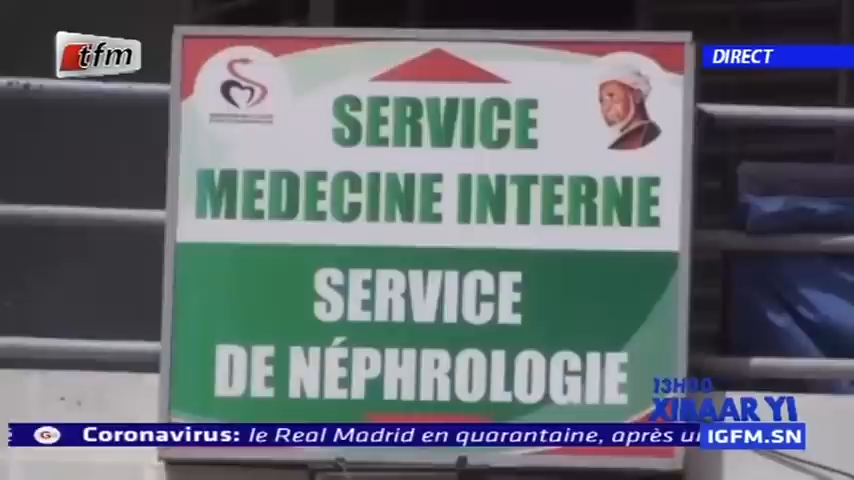 tfm
DIRECT
SERVICE
MEDECINE INTERNE
SERVICE
DE NÉPHROLOGIE
13H00
XIBAAR YI
Coronavirus: le Real Madrid en quarantaine, après
IGFM.SN